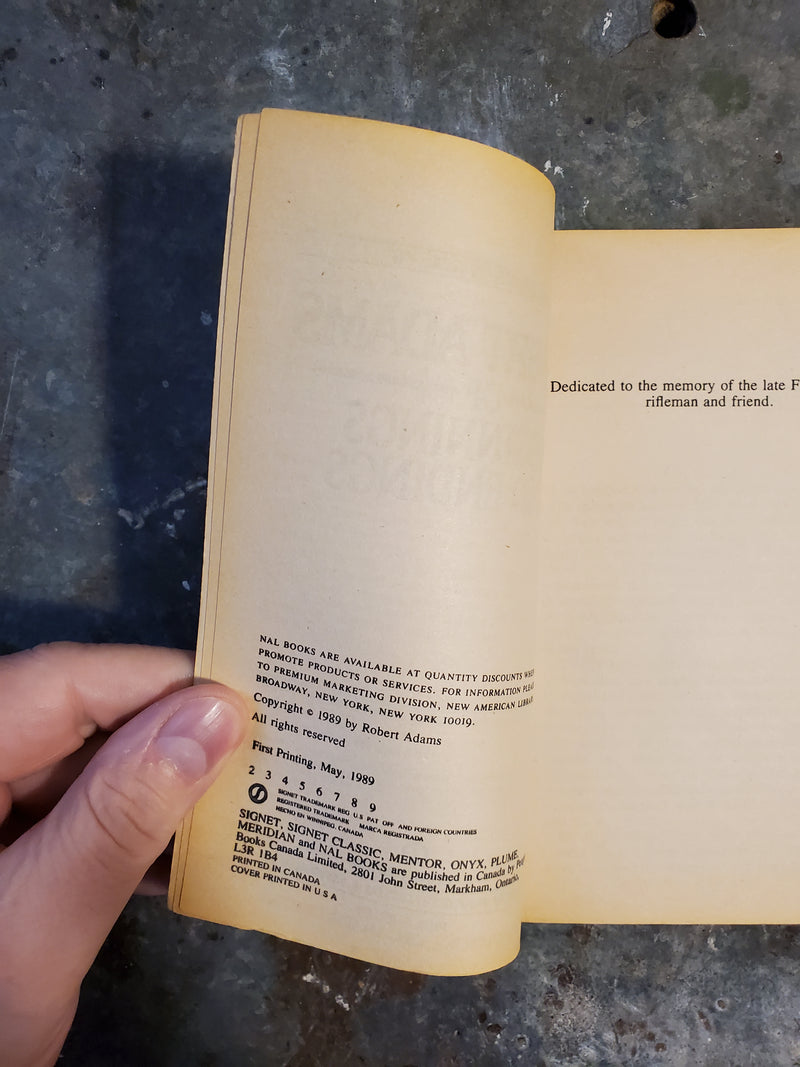 NAL BOOKS ARE AVAILABLE AT QUANTITY DISCOUNTS
PROMOTE PRODUCTS OR SERVICES. FOR INFORMATION
TO PREMIUM MARKETING DIVISION, NEW AMERICAN
BROADWAY, NEW YORK, NEW YORK 10019.
Copyright © 1989 by Robert Adams
All rights reserved
First Printing, May, 1989
2 3 4 5 6 7 8 9
SIGNET TRADEMARK REG U.S PAT OFF AND FOREIGN COUNTRIES
REGISTERED TRADEMARK MARCA REGISTRADA
HECHO EN WINNIPEG, CANADA
SIGNET, SIGNET CLASSIC, MENTOR, ONYX, PLUME,
MERIDIAN and NAL BOOKS are published in Canada by
Books Canada Limited, 2801 John Street, Markham, Ontario,
L3R 1B4
PRINTED IN CANADA
COVER PRINTED IN U S A
Dedicated to the memory of the late
rifleman and friend.